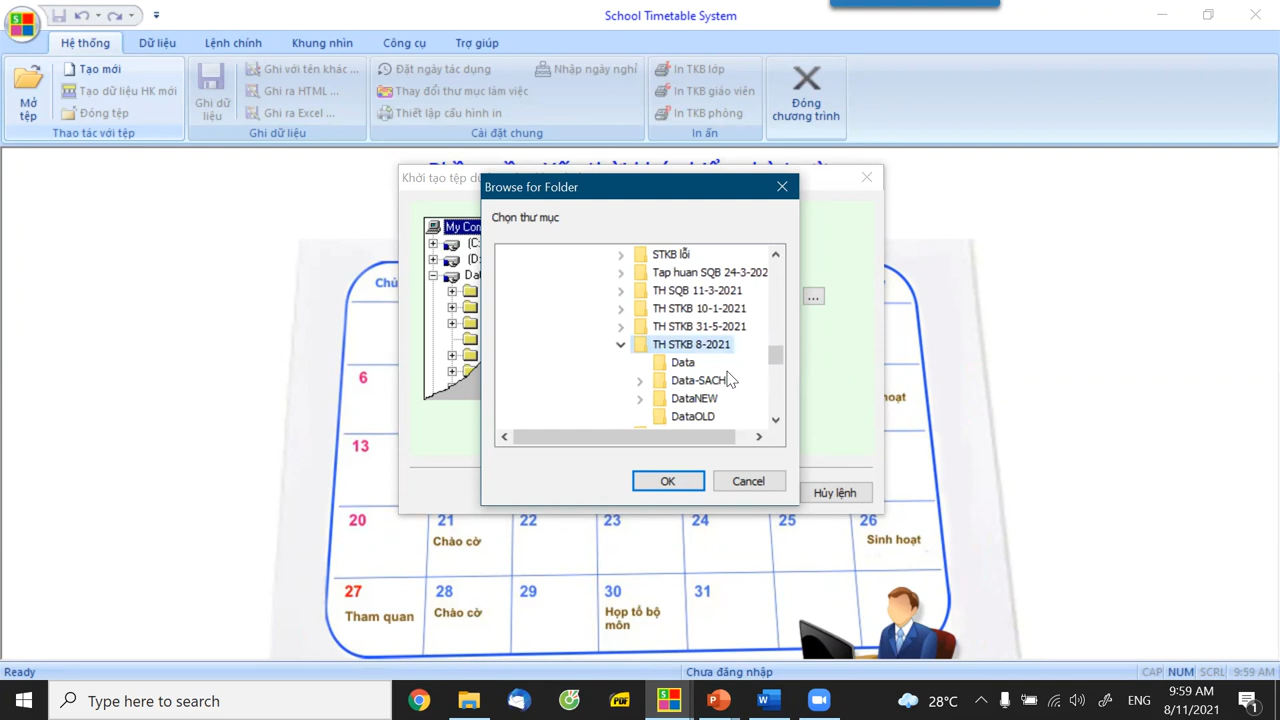 School Timetable System
Hệ thống
Dữ liệu
Lệnh chính
Khung nhìn
Công cụ
Trợ giúp
Mở tệp
Tạo mới
Tạo dữ liệu HK mới
Đóng tệp
Thao tác với tệp
Ghi dữ liệu
Ghi với tên khác ...
Ghi ra HTML ...
Ghi ra Excel ...
Ghi dữ liệu
Đặt ngày tác dụng
Thay đổi thư mục làm việc
Thiết lập cấu hình in
Nhập ngày nghỉ
Cài đặt chung
In TKB lớp
In TKB giáo viên
In TKB phòng
In ấn
Đóng chương trình
Khởi tạo tệp
Browse for Folder
Chọn thư mục
My Con
(C:
(D:
STKB lỗi
Tap huan SQB 24-3-202
TH SQB 11-3-2021
TH STKB 10-1-2021
TH STKB 31-5-2021
TH STKB 8-2021
Data
Data-SACH
DataNEW
DataOLD
OK
Cancel
...
Hủy lệnh
Chú
6
hoạt
13
20
21
22
23
24
25
26
Chào cờ
Sinh hoạt
27
28
29
30
31
Tham quan
Chào cờ
Họp tổ bộ
môn
Ready
Chưa đăng nhập
CAP
NUM
SCRL
9:59 AM
Type here to search
28°C
ENG
9:59 AM
8/11/2021
1